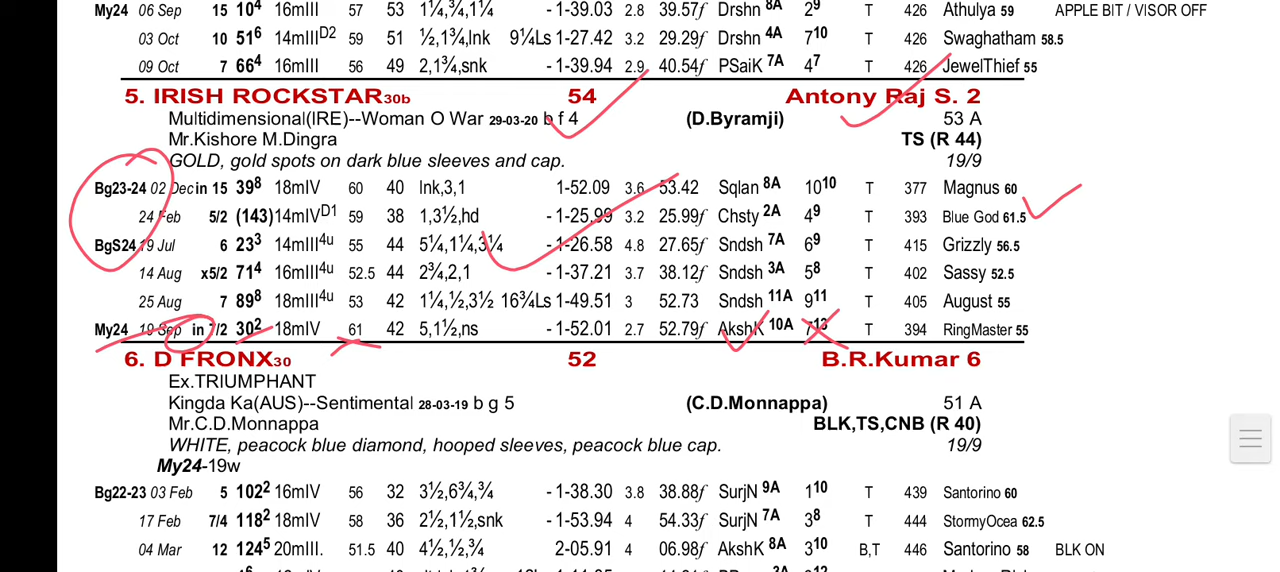 My24 06 Sep 15 10⁴ 16mIII 57 53 1¼,¾,1¼ - 1-39.03 2.8 39.57f Drshn 8A 2⁹ T 426 Athulya 59 APPLE BIT / VISOR OFF
03 Oct 10 51⁶ 14mIII D2 59 51 ½,1¾,lnk 9¼Ls 1-27.42 3.2 29.29f Drshn 4A 7¹⁰ T 426 Swaghatham 58.5
09 Oct 7 66⁴ 16mIII 56 49 2,1¾,snk - 1-39.94 2.9 40.54f PSaiK 7A 4⁷ T 426 JewelThief 55
5. IRISH ROCKSTAR30b 54 Antony Raj S. 2
Multidimensional(IRE)--Woman O War 29-03-20 b f 4 (D.Byramji) 53 A
Mr.Kishore M.Dingra TS (R 44)
GOLD, gold spots on dark blue sleeves and cap. 19/9
Bg23-24 02 Dec in 15 39⁸ 18mIV 60 40 lnk,3,1 1-52.09 3.6 53.42 Sqlan 8A 10¹⁰ T 377 Magnus 60
24 Feb 5/2 (143) 14mIV D1 59 38 1,3½,hd - 1-25.99 3.2 25.99f Chsty 2A 4⁹ T 393 Blue God 61.5
BgS24 19 Jul 6 23³ 14mIII 4u 55 44 5¼,1¼,3¼ - 1-26.58 4.8 27.65f Sndsh 7A 6⁹ T 415 Grizzly 56.5
14 Aug x5/2 71⁴ 16mIII 4u 52.5 44 2¾,2,1 - 1-37.21 3.7 38.12f Sndsh 3A 5⁸ T 402 Sassy 52.5
25 Aug 7 89⁸ 18mIII 4u 53 42 1¼,½,3½ 16¾Ls 1-49.51 3 52.73 Sndsh 11A 9¹¹ T 405 August 55
My24 19 Sep in 7/2 30² 18mIV 61 42 5,1½,ns - 1-52.01 2.7 52.79f AkshK 10A 7¹³ T 394 RingMaster 55
6. D FRONX30 52 B.R.Kumar 6
Ex.TRIUMPHANT
Kingda Ka(AUS)--Sentimental 28-03-19 b g 5 (C.D.Monnappa) 51 A
Mr.C.D.Monnappa BLK,TS,CNB (R 40)
WHITE, peacock blue diamond, hooped sleeves, peacock blue cap. 19/9
My24-19w
Bg22-23 03 Feb 5 102² 16mIV 56 32 3½,6¾,¾ - 1-38.30 3.8 38.88f SurjN 9A 1¹⁰ T 439 Santorino 60
17 Feb 7/4 118² 18mIV 58 36 2½,1½,snk - 1-53.94 4 54.33f SurjN 7A 3⁸ T 444 StormyOcea 62.5
04 Mar 12 124⁵ 20mIII. 51.5 40 4½,½,¾ 2-05.91 4 06.98f AkshK 8A 3¹⁰ B,T 446 Santorino 58 BLK ON